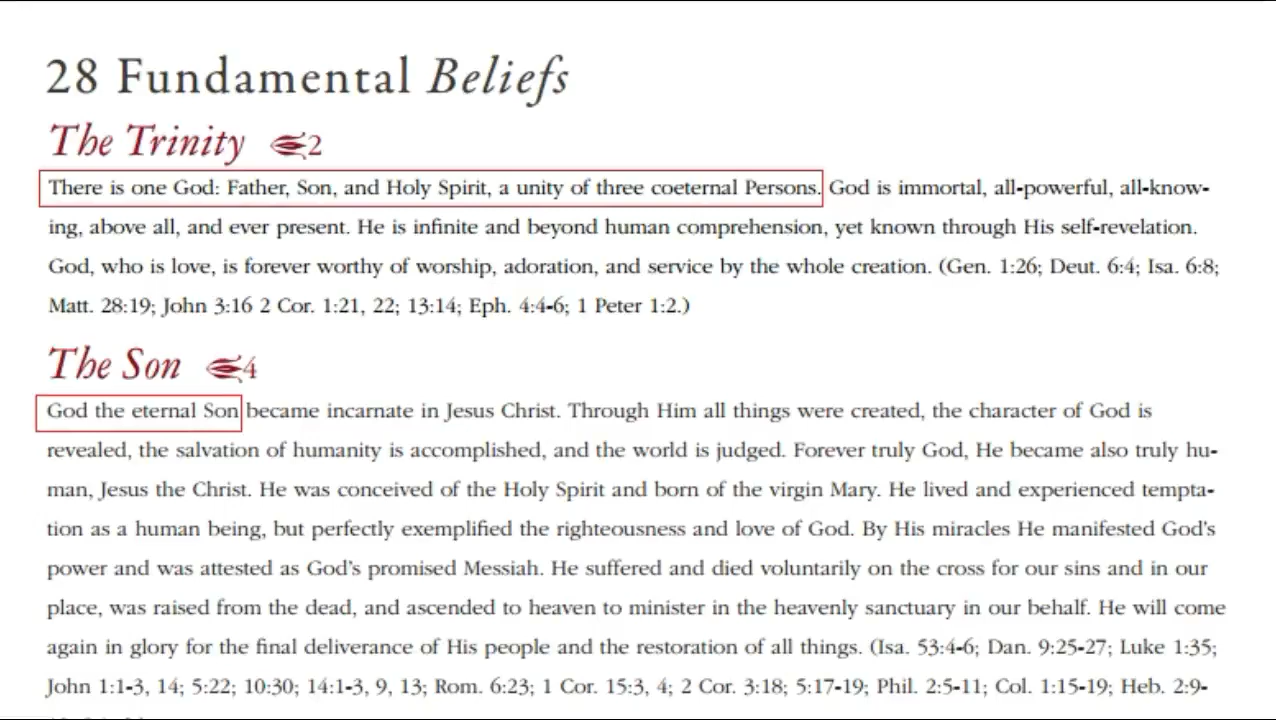 28 Fundamental Beliefs
The Trinity 2
There is one God: Father, Son, and Holy Spirit, a unity of three coeternal Persons. God is immortal, all-powerful, all-know-
ing, above all, and ever present. He is infinite and beyond human comprehension, yet known through His self-revelation.
God, who is love, is forever worthy of worship, adoration, and service by the whole creation. (Gen. 1:26; Deut. 6:4; Isa. 6:8;
Matt. 28:19; John 3:16 2 Cor. 1:21, 22; 13:14; Eph. 4:4-6; 1 Peter 1:2.)
The Son 4
God the eternal Son became incarnate in Jesus Christ. Through Him all things were created, the character of God is
revealed, the salvation of humanity is accomplished, and the world is judged. Forever truly God, He became also truly hu-
man, Jesus the Christ. He was conceived of the Holy Spirit and born of the virgin Mary. He lived and experienced tempta-
tion as a human being, but perfectly exemplified the righteousness and love of God. By His miracles He manifested God's
power and was attested as God's promised Messiah. He suffered and died voluntarily on the cross for our sins and in our
place, was raised from the dead, and ascended to heaven to minister in the heavenly sanctuary in our behalf. He will come
again in glory for the final deliverance of His people and the restoration of all things. (Isa. 53:4-6; Dan. 9:25-27; Luke 1:35;
John 1:1-3, 14; 5:22; 10:30; 14:1-3, 9, 13; Rom. 6:23; 1 Cor. 15:3, 4; 2 Cor. 3:18; 5:17-19; Phil. 2:5-11; Col. 1:15-19; Heb. 2:9-